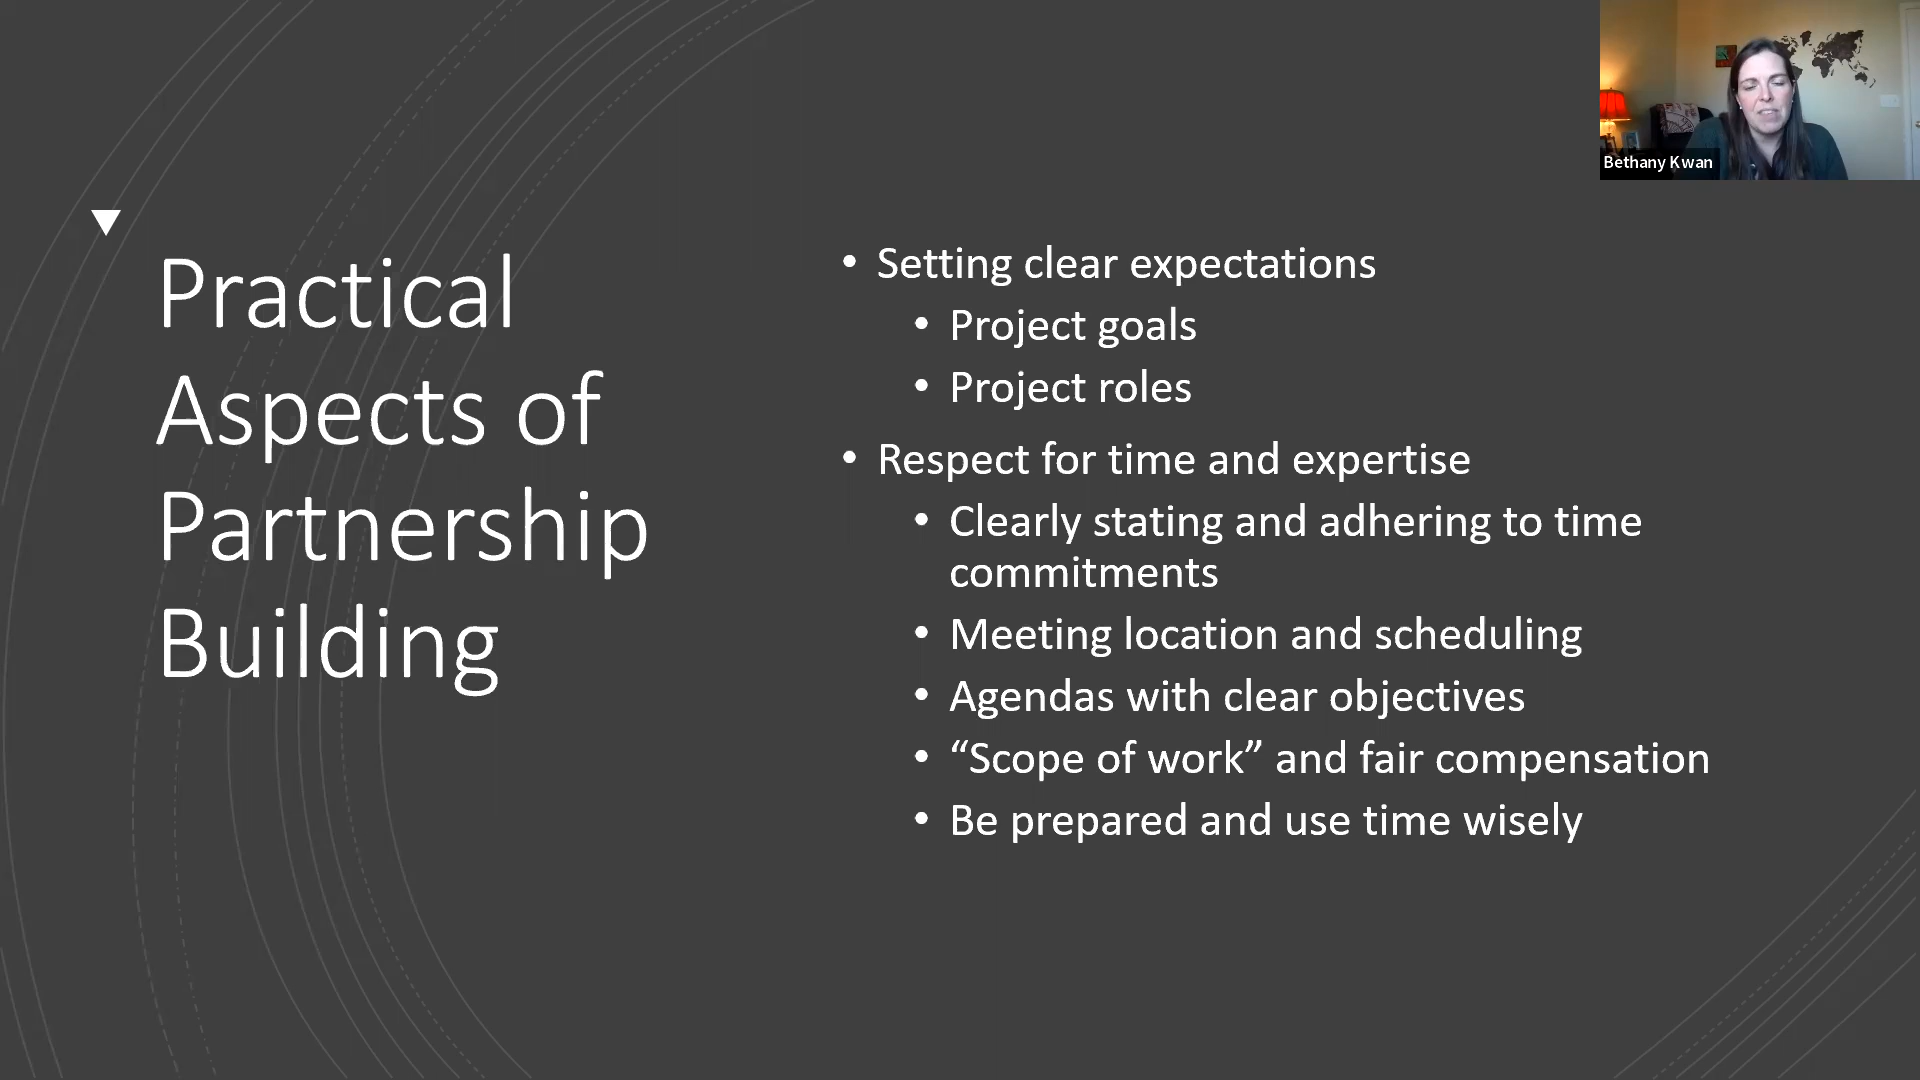 Bethany Kwan
Practical
Aspects of
Partnership
Building
• Setting clear expectations
• Project goals
• Project roles
• Respect for time and expertise
• Clearly stating and adhering to time
commitments
• Meeting location and scheduling
• Agendas with clear objectives
• “Scope of work” and fair compensation
• Be prepared and use time wisely